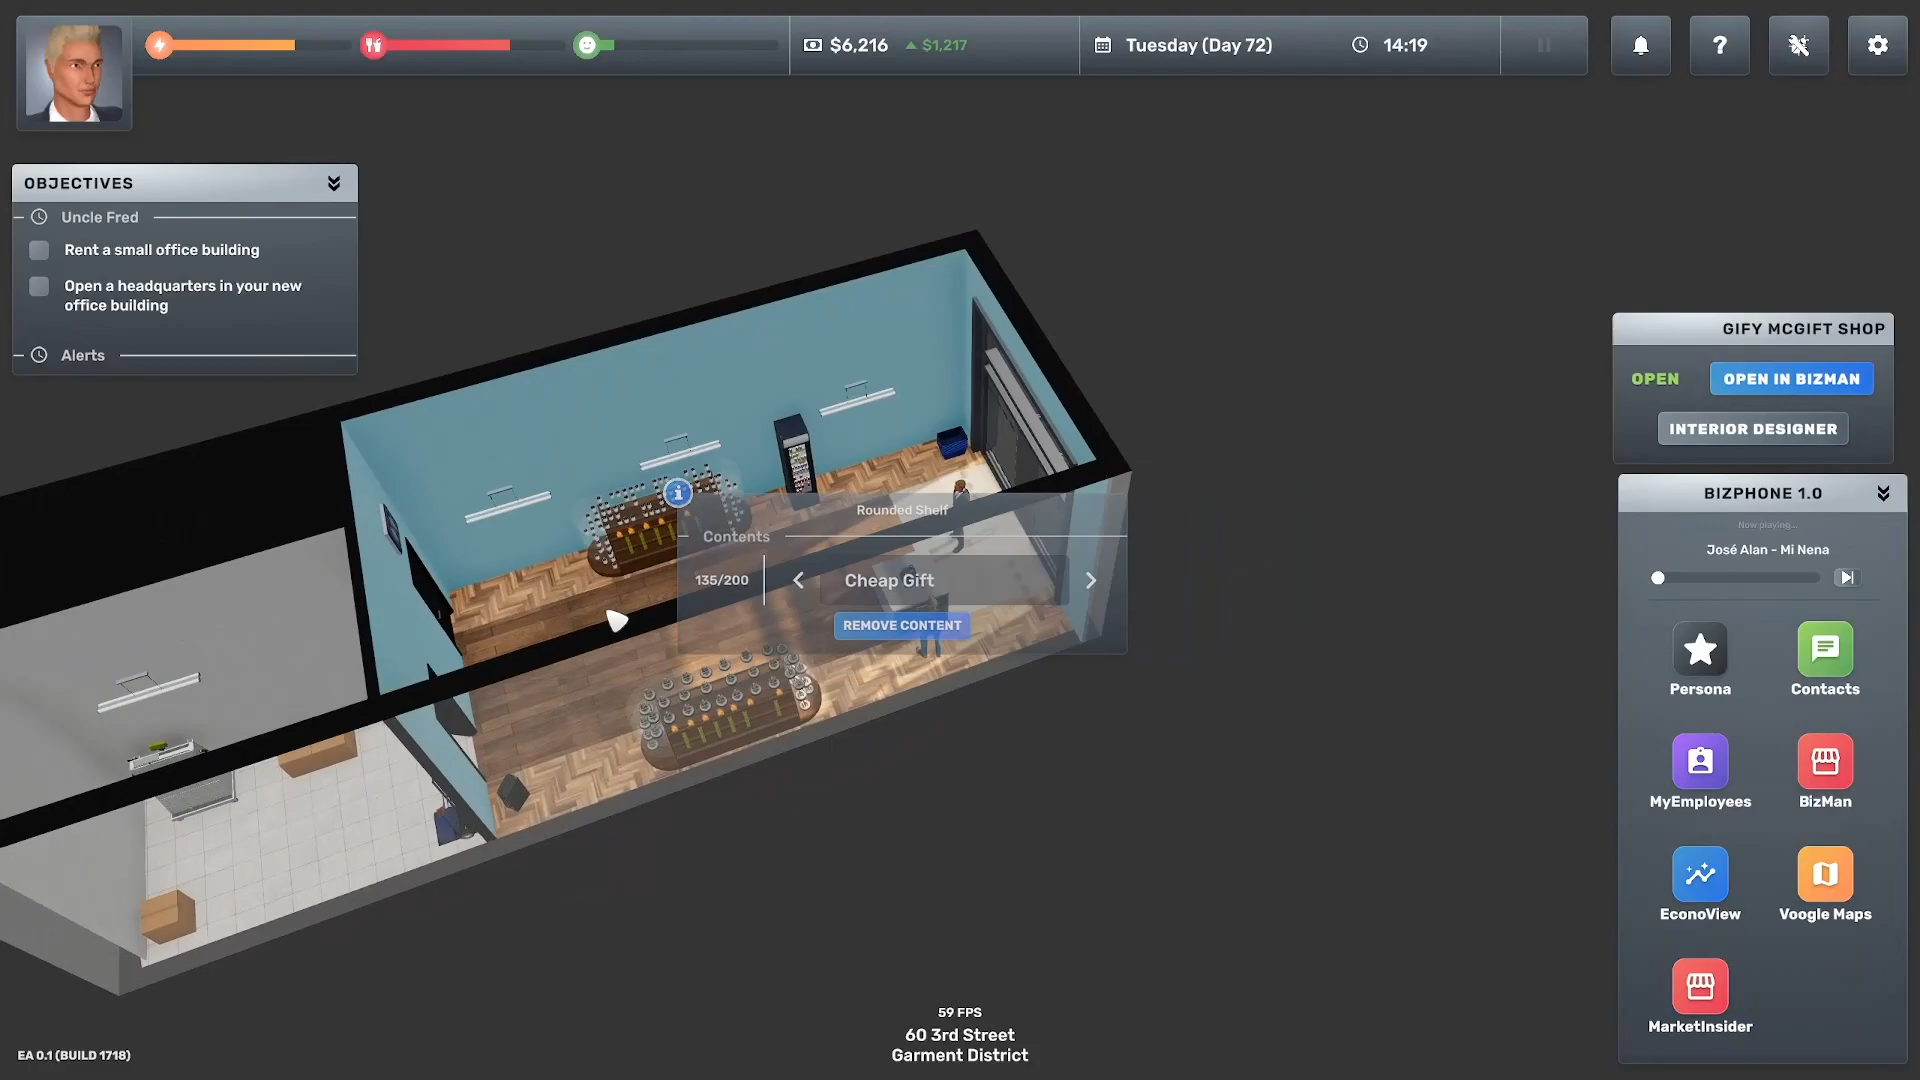 $6,216
$1,217
Tuesday (Day 72)
14:19
?
OBJECTIVES
Uncle Fred
Rent a small office building
Open a headquarters in your new
office building
Alerts
GIFY MCGIFT SHOP
OPEN
OPEN IN BIZMAN
INTERIOR DESIGNER
Rounded Shelf
Contents
135/200
Cheap Gift
REMOVE CONTENT
BIZPHONE 1.0
Now playing...
José Alan - Mi Nena
Persona
Contacts
MyEmployees
BizMan
EconoView
Voogle Maps
MarketInsider
59 FPS
60 3rd Street
Garment District
EA 0.1 (BUILD 1718)